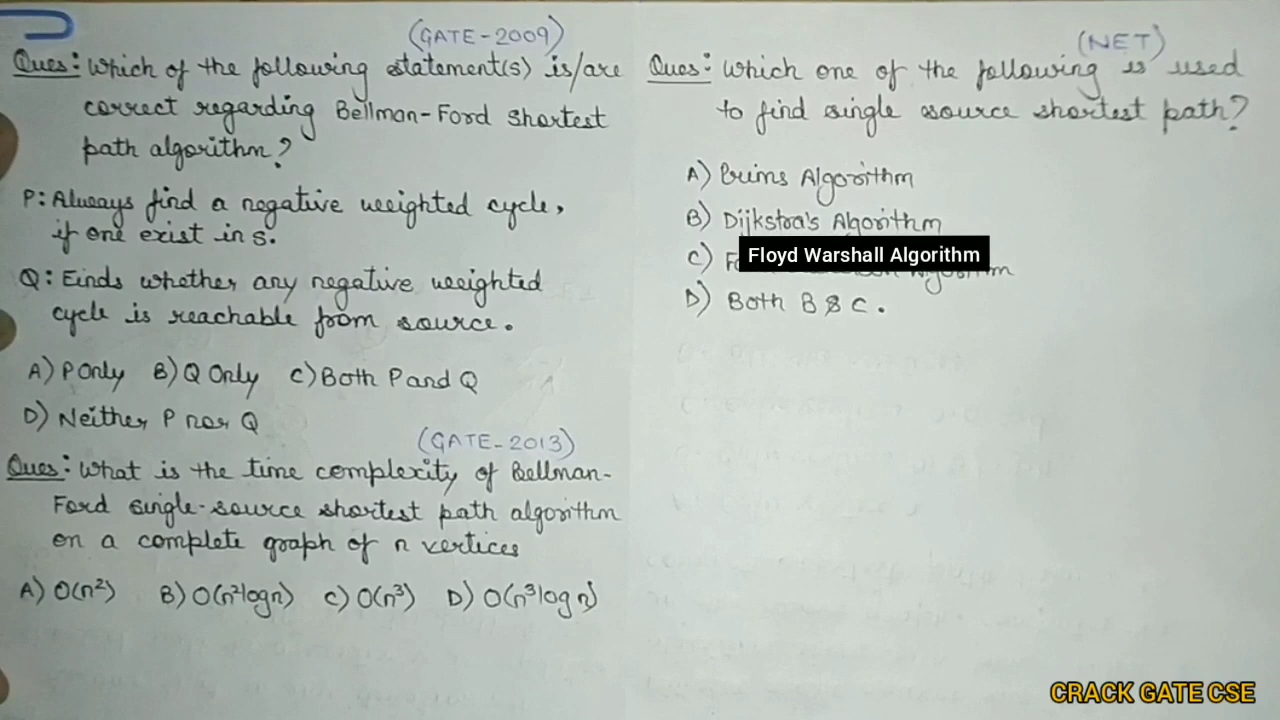 (GATE-2009)
Ques: Which of the following statement(s) is/are
correct regarding Bellman-Ford shortest
path algorithm?
P: Always find a negative weighted cycle,
if one exist in s.
Q: Finds whether any negative weighted
cycle is reachable from source.
A) P Only B) Q Only C) Both P and Q
D) Neither P nor Q
(GATE-2013)
Ques: What is the time complexity of Bellman-
Ford single-source shortest path algorithm
on a complete graph of n vertices
A) O(n²) B) O(n²logn) C) O(n³) D) O(n³logn)
(NET)
Ques: Which one of the following is used
to find single source shortest path?
A) Prims Algorithm
B) Dijkstra's Algorithm
C)
Floyd Warshall Algorithm
D) Both B & C.
CRACK GATE CSE